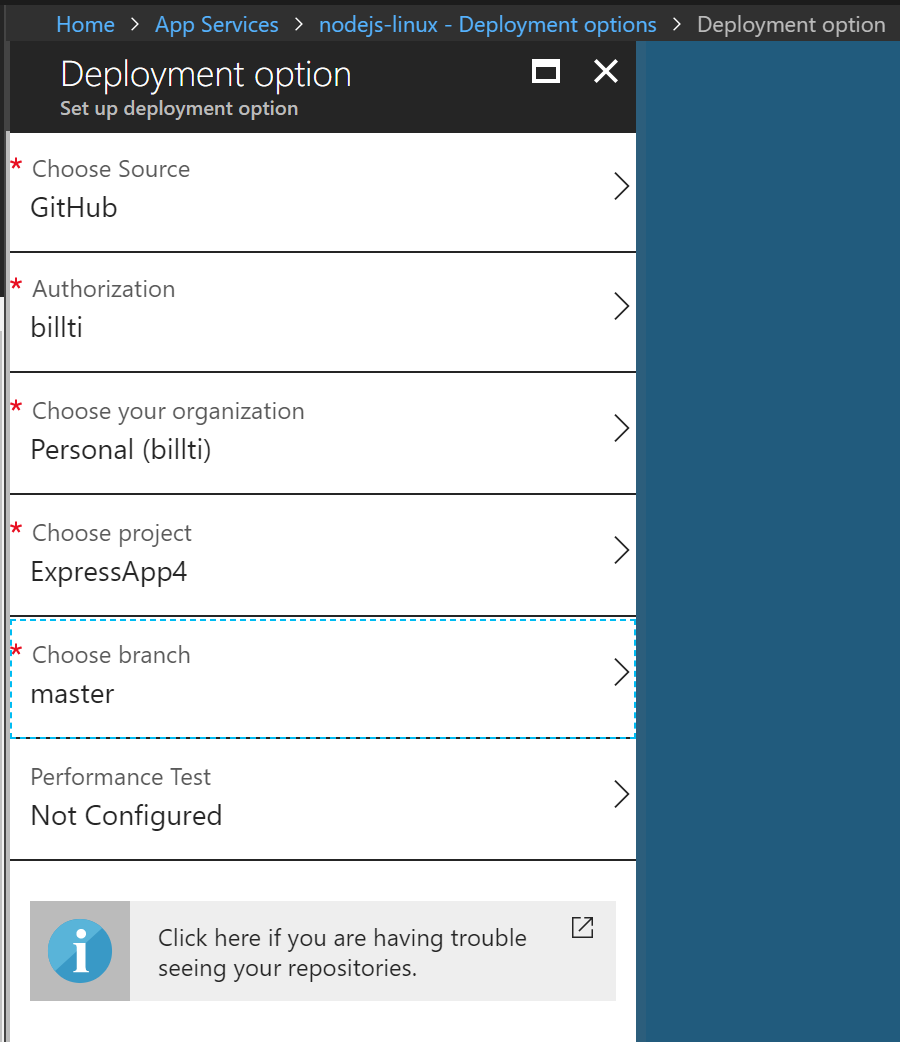 Home > App Services > nodejs-linux - Deployment options > Deployment option
Deployment option
Set up deployment option
* Choose Source
GitHub
* Authorization
billti
* Choose your organization
Personal (billti)
* Choose project
ExpressApp4
* Choose branch
master
Performance Test
Not Configured
Click here if you are having trouble
seeing your repositories.